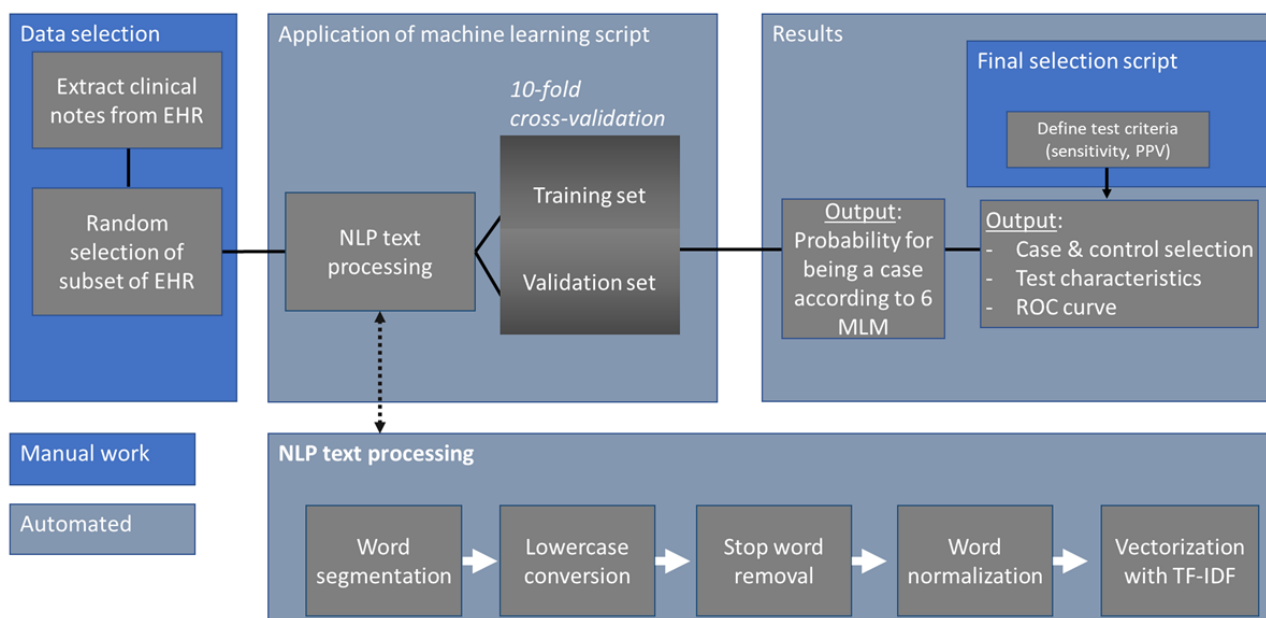 Data selection
Extract clinical
notes from EHR
Random
selection of
subset of EHR
Application of machine learning script
10-fold
cross-validation
NLP text
processing
Training set
Validation set
Results
Final selection script
Define test criteria
(sensitivity, PPV)
Output:
Probability for
being a case
according to 6
MLM
Output:
- Case & control selection
- Test characteristics
- ROC curve
Manual work
Automated
NLP text processing
Word
segmentation
Lowercase
conversion
Stop word
removal
Word
normalization
Vectorization
with TF-IDF